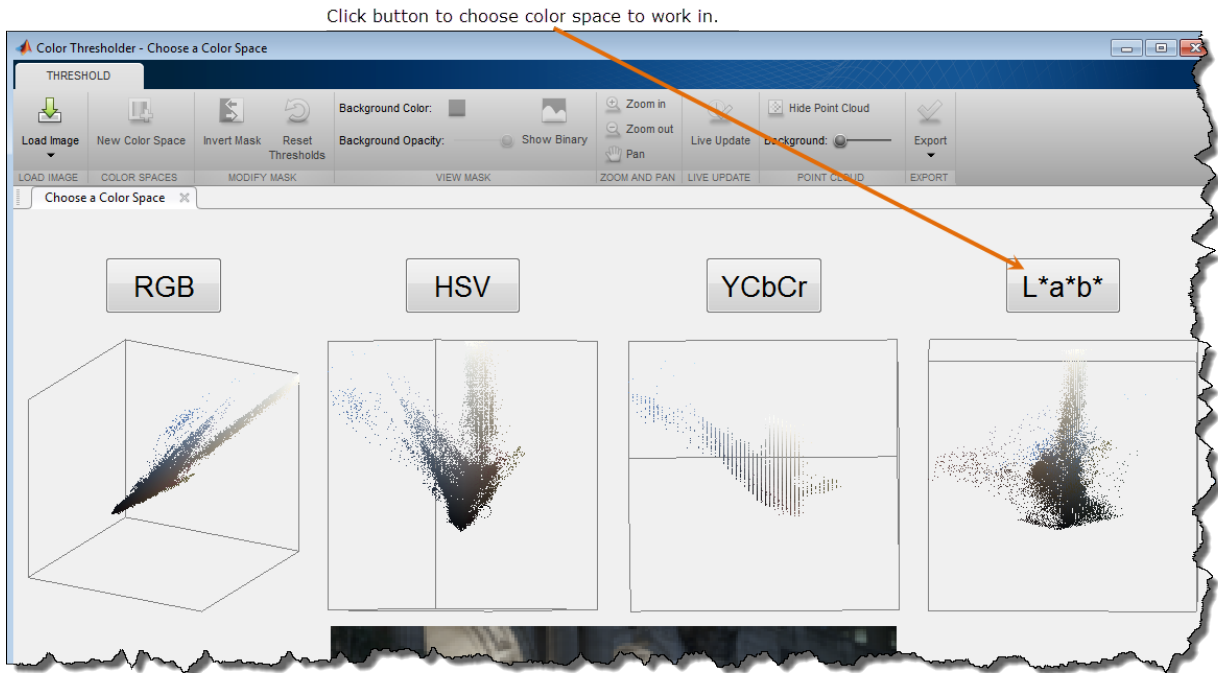 Click button to choose color space to work in.
Color Thresholder - Choose a Color Space
THRESHOLD
Load Image
New Color Space
Invert Mask
Reset
Thresholds
Background Color:
Background Opacity:
Show Binary
Zoom in
Zoom out
Pan
Live Update
Hide Point Cloud
Background:
Export
LOAD IMAGE COLOR SPACES MODIFY MASK VIEW MASK ZOOM AND PAN LIVE UPDATE POINT CLOUD EXPORT
Choose a Color Space
RGB HSV YCbCr L*a*b*